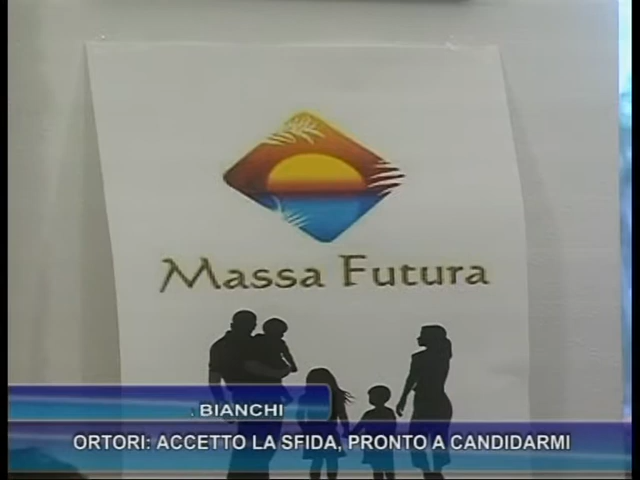 Massa Futura
. BIANCHI
ORTORI: ACCETTO LA SFIDA, PRONTO A CANDIDARMI